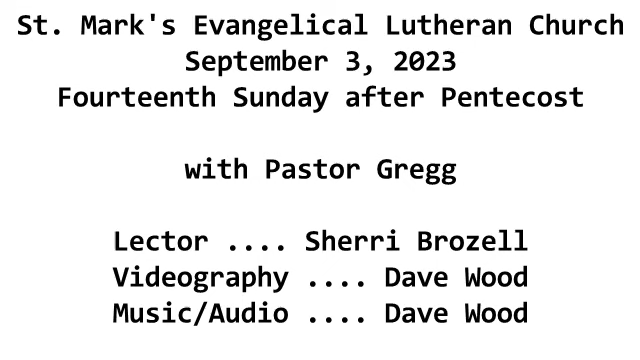 St. Mark's Evangelical Lutheran Church
September 3, 2023
Fourteenth Sunday after Pentecost
with Pastor Gregg
Lector .... Sherri Brozell
Videography .... Dave Wood
Music/Audio .... Dave Wood